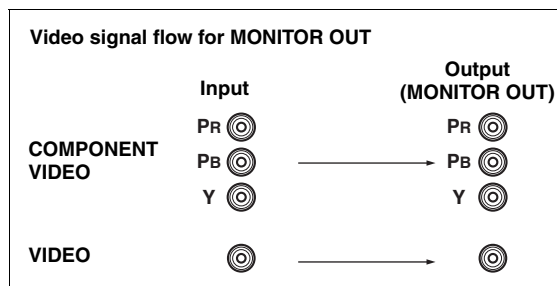 Video signal flow for MONITOR OUT
Input
Output
(MONITOR OUT)
COMPONENT
VIDEO
PR
PR
PB
PB
Y
Y
VIDEO